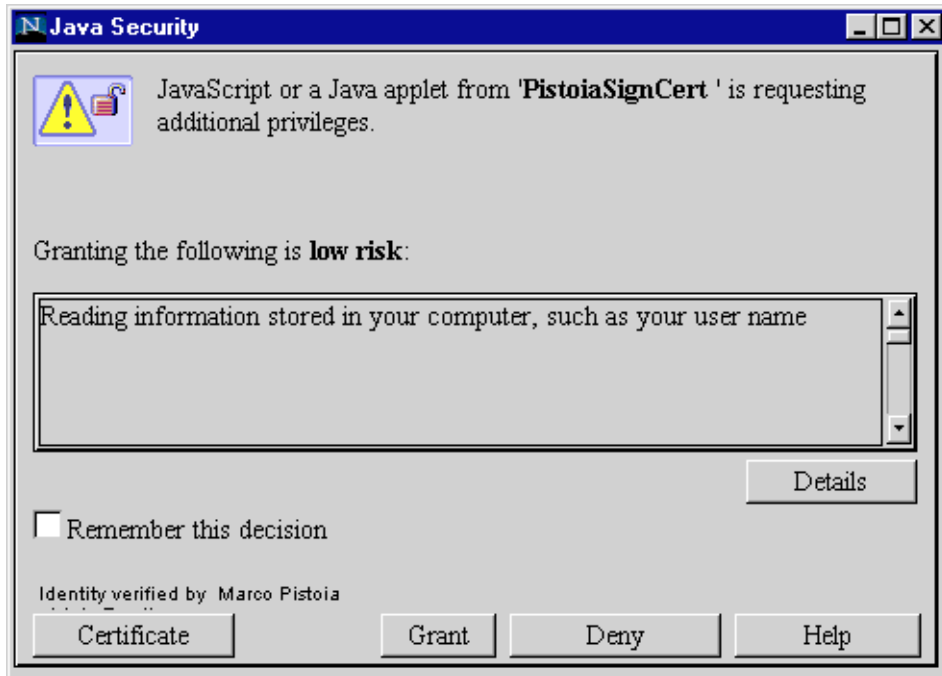 N Java Security
JavaScript or a Java applet from 'PistoiaSignCert ' is requesting
additional privileges.
Granting the following is low risk:
Reading information stored in your computer, such as your user name
Details
Remember this decision
Identity verified by Marco Pistoia
Certificate Grant Deny Help